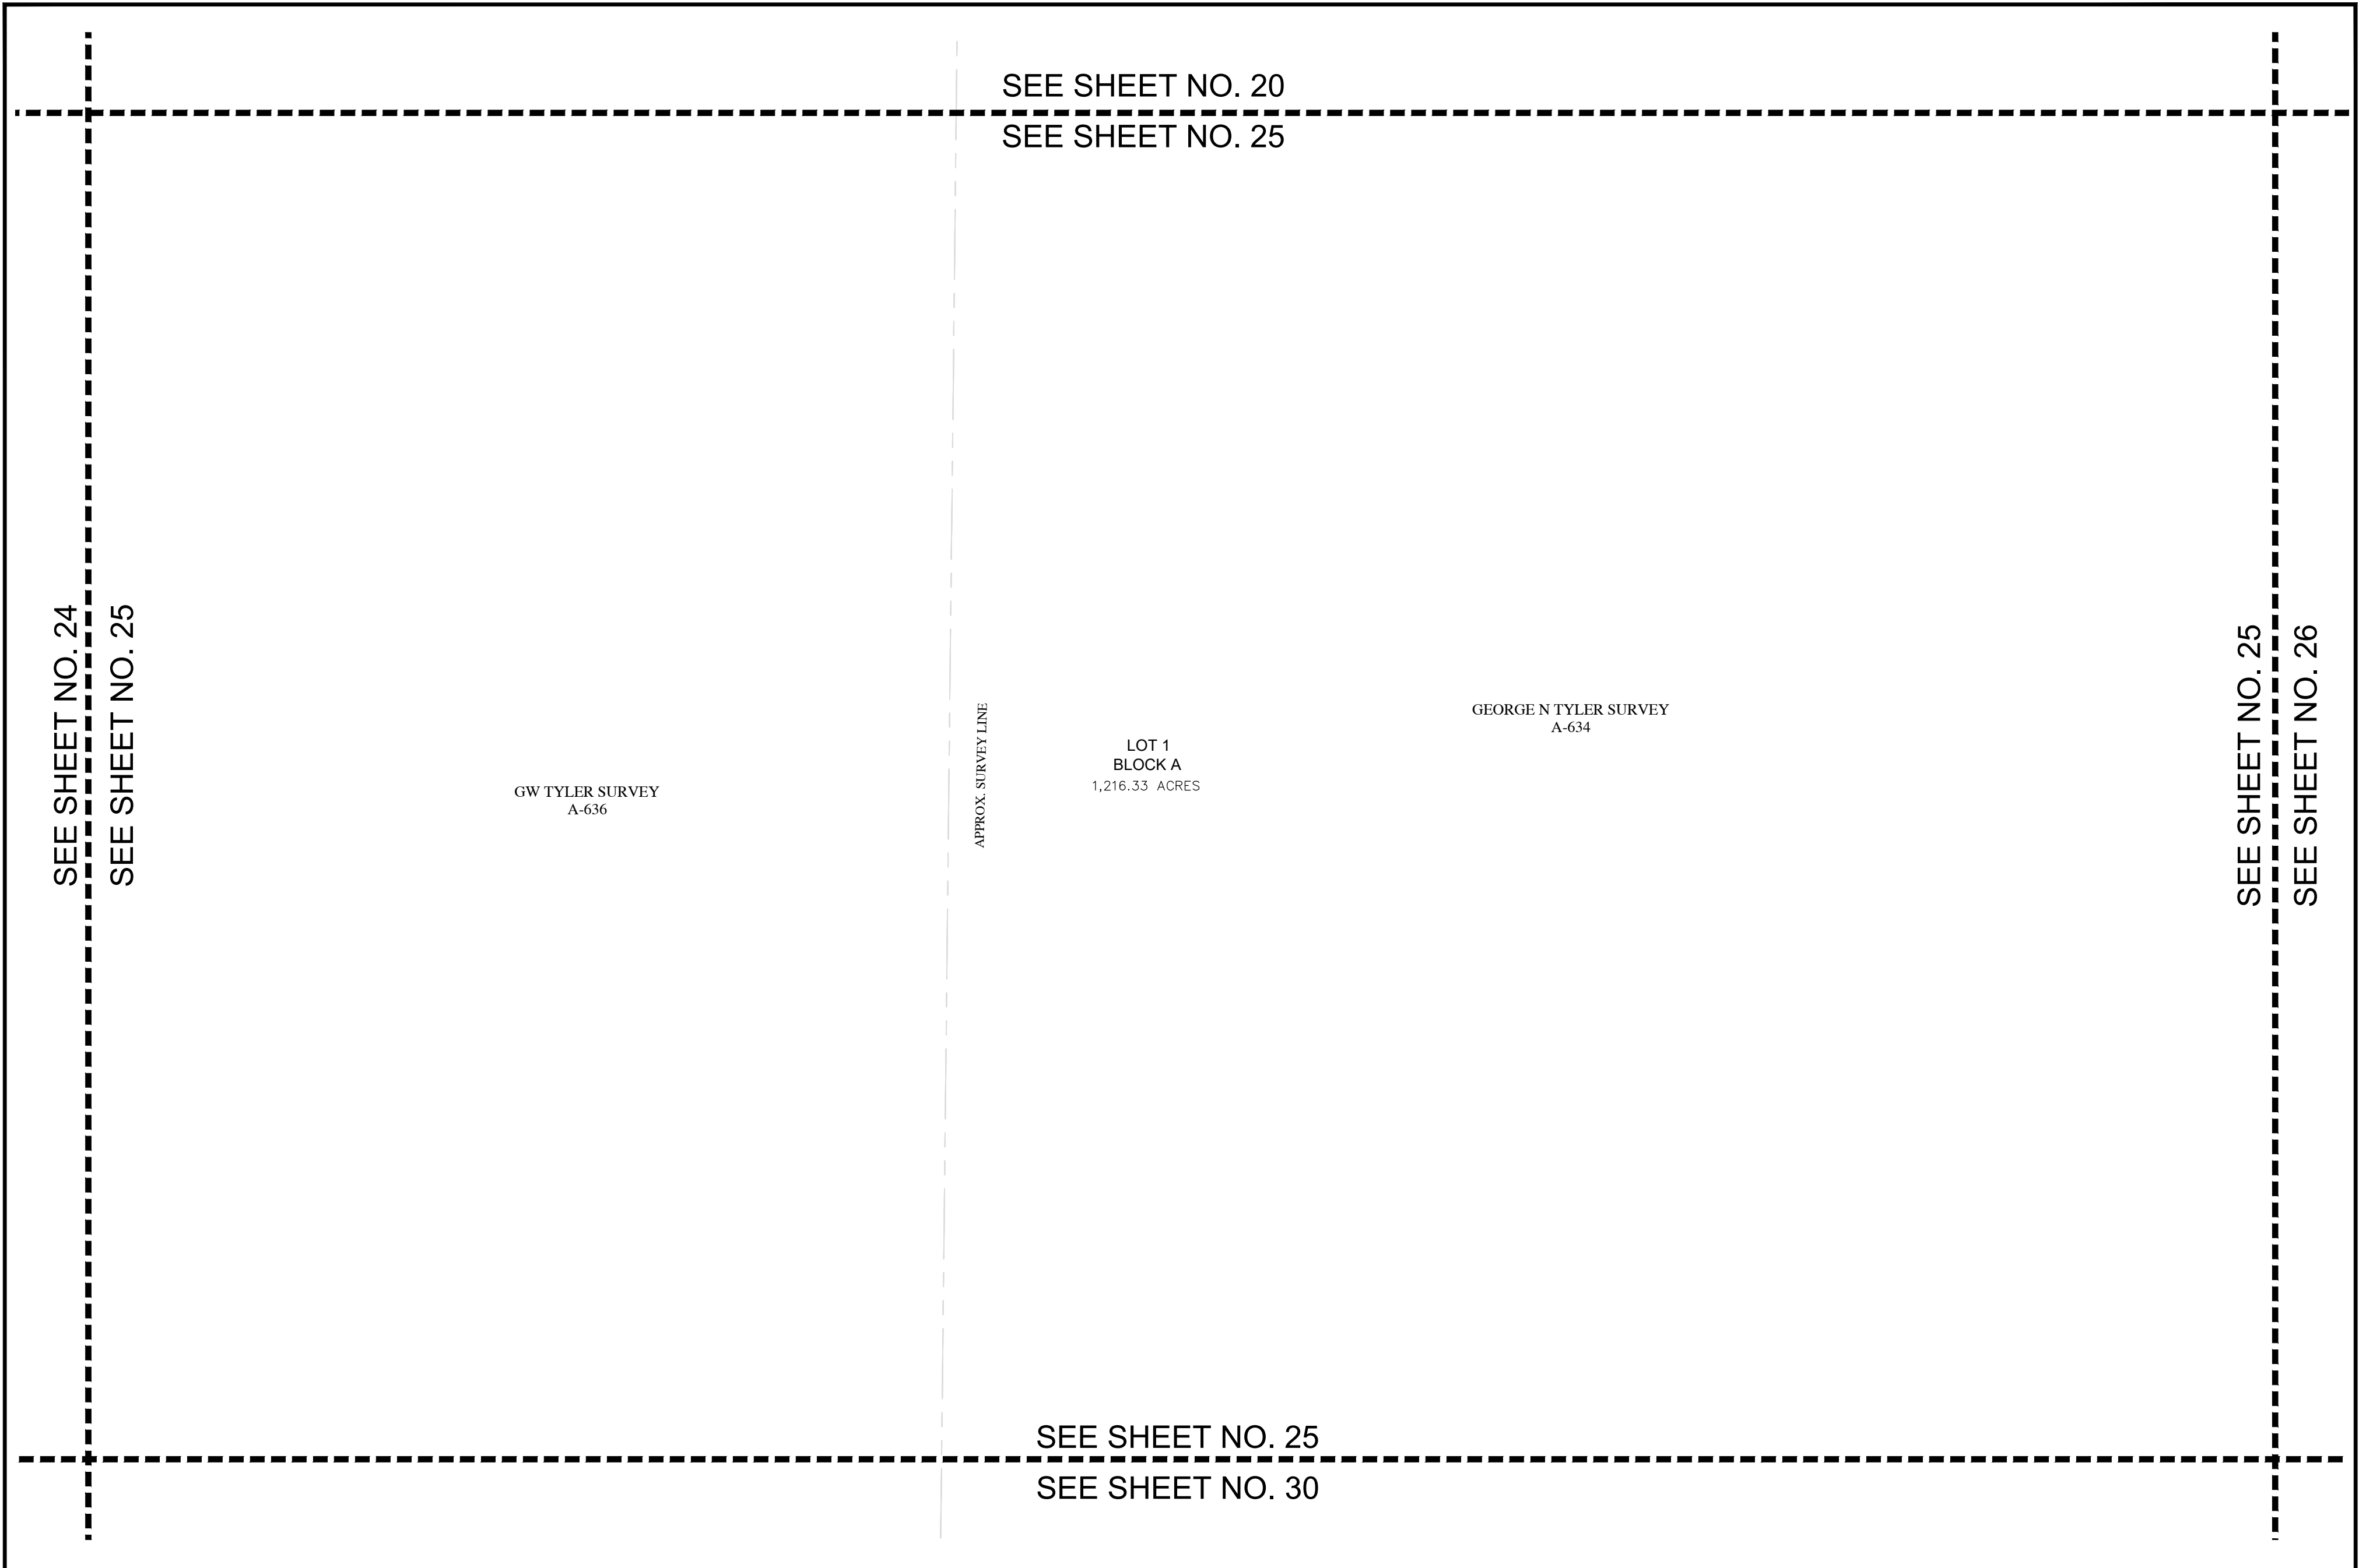 SEE SHEET NO. 20
SEE SHEET NO. 25
SEE SHEET NO. 24
SEE SHEET NO. 25
GW TYLER SURVEY
A-636
APPROX. SURVEY LINE
LOT 1
BLOCK A
1,216.33 ACRES
GEORGE N TYLER SURVEY
A-634
SEE SHEET NO. 25
SEE SHEET NO. 26
SEE SHEET NO. 25
SEE SHEET NO. 30